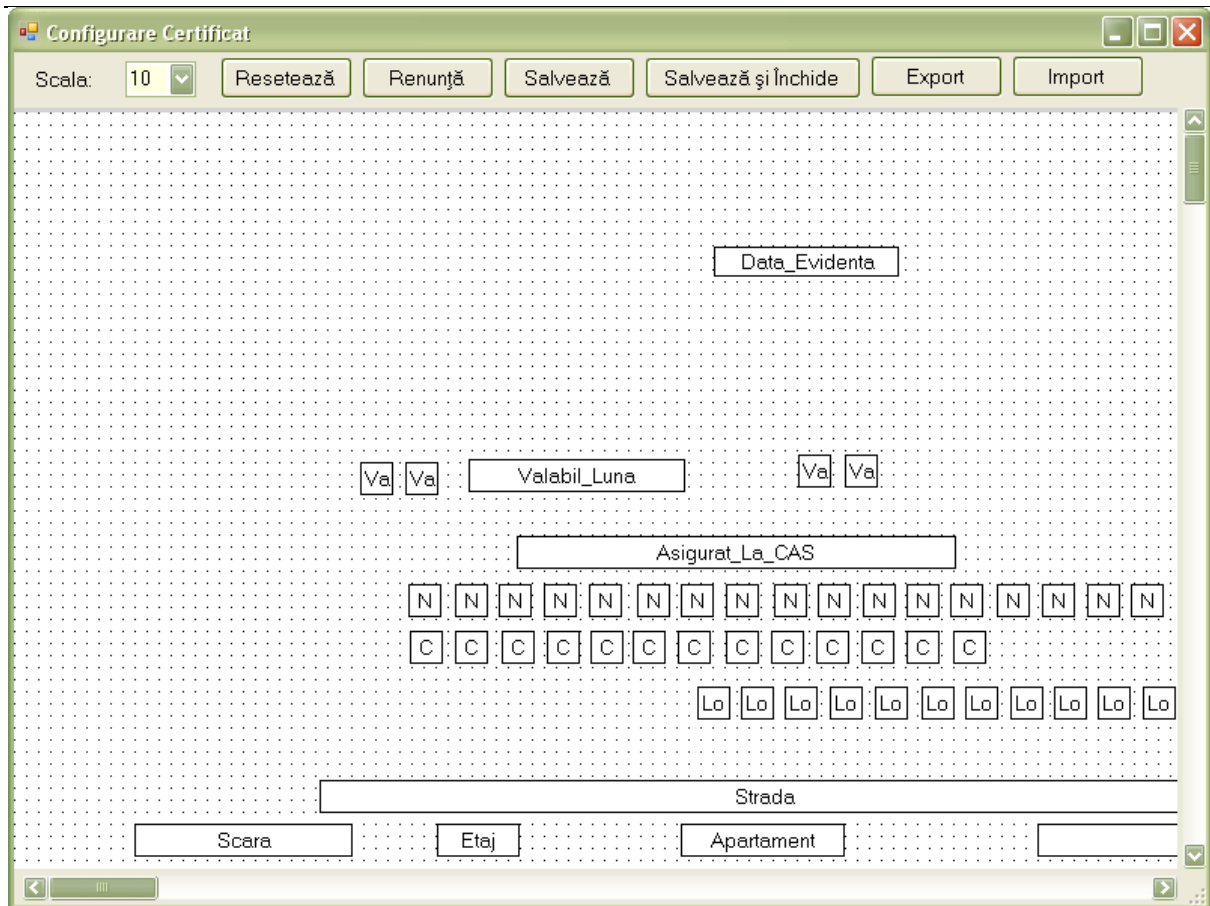 Configurare Certificat
Scala: 10 Resetează Renunţă Salvează Salvează şi Închide Export Import
Data_Evidenta
Va Va Valabil_Luna Va Va
Asigurat_La_CAS
N N N N N N N N N N N N N N N N N
C C C C C C C C C C C C C
Lo Lo Lo Lo Lo Lo Lo Lo Lo Lo Lo
Strada
Scara Etaj Apartament